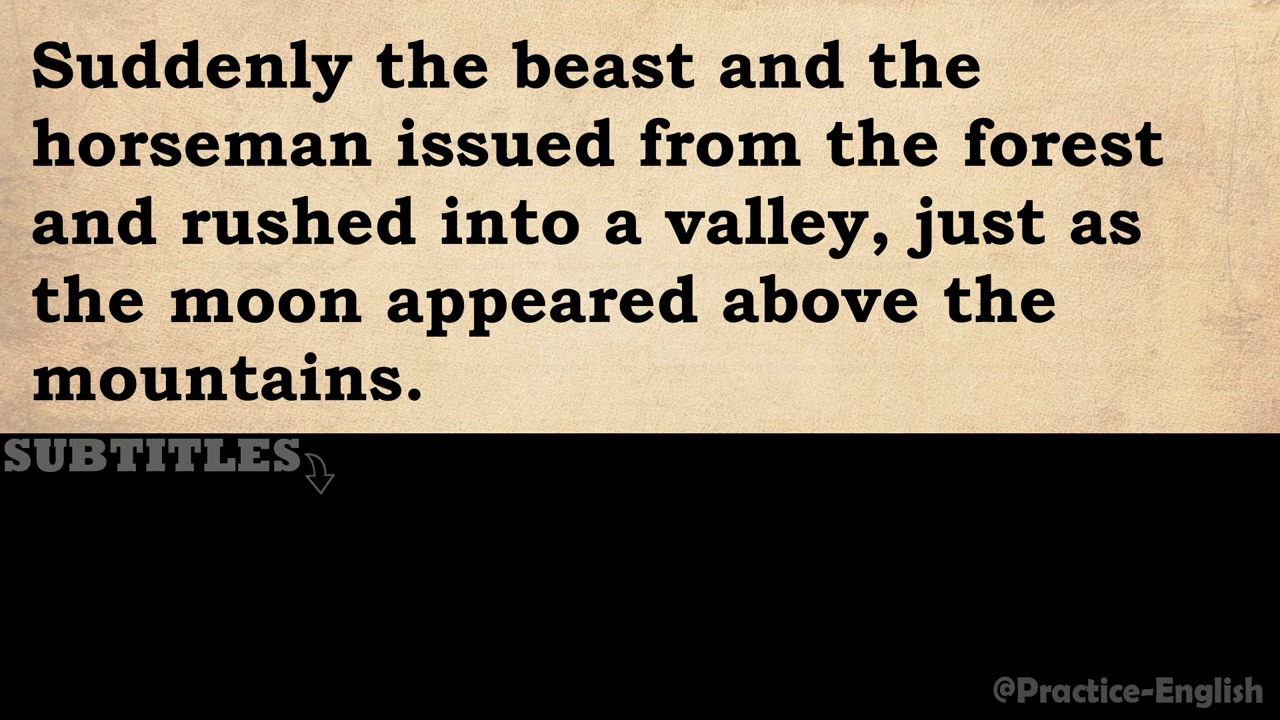 Suddenly the beast and the
horseman issued from the forest
and rushed into a valley, just as
the moon appeared above the
mountains.
SUBTITLES
@Practice-English